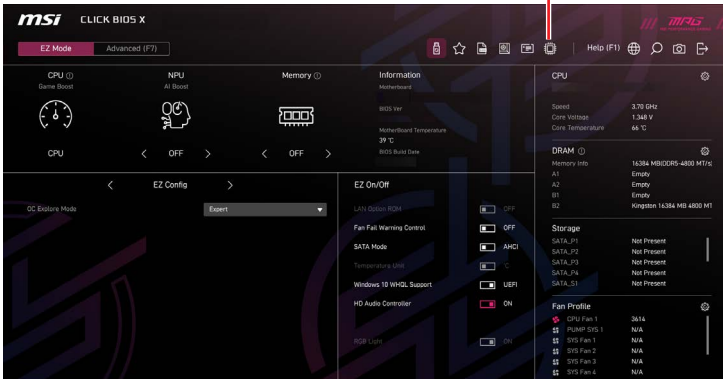 msi CLICK BIOS X
MPG
EZ Mode Advanced (F7) Help (F1)
CPU
Game Boost
CPU
NPU
AI Boost
OFF
Memory
OFF
Information
Motherboard
BIOS Ver
MotherBoard Temperature
39 °C
BIOS Build Date
CPU
Speed 3.70 GHz
Core Voltage 1.348 V
Core Temperature 66 °C
DRAM
Memory Info 16384 MB(DDR5-4800 MT/s)
A1 Empty
A2 Empty
B1 Empty
B2 Kingston 16384 MB 4800 MT
Storage
SATA_P1 Not Present
SATA_P2 Not Present
SATA_P3 Not Present
SATA_P4 Not Present
SATA_S1 Not Present
Fan Profile
CPU Fan 1 3614
PUMP SYS 1 N/A
SYS Fan 1 N/A
SYS Fan 2 N/A
SYS Fan 3 N/A
SYS Fan 4 N/A
EZ Config
OC Explore Mode Expert
EZ On/Off
LAN Option ROM OFF
Fan Fail Warning Control OFF
SATA Mode AHCI
Temperature Unit °C
Windows 10 WHQL Support UEFI
HD Audio Controller ON
RGB Light ON